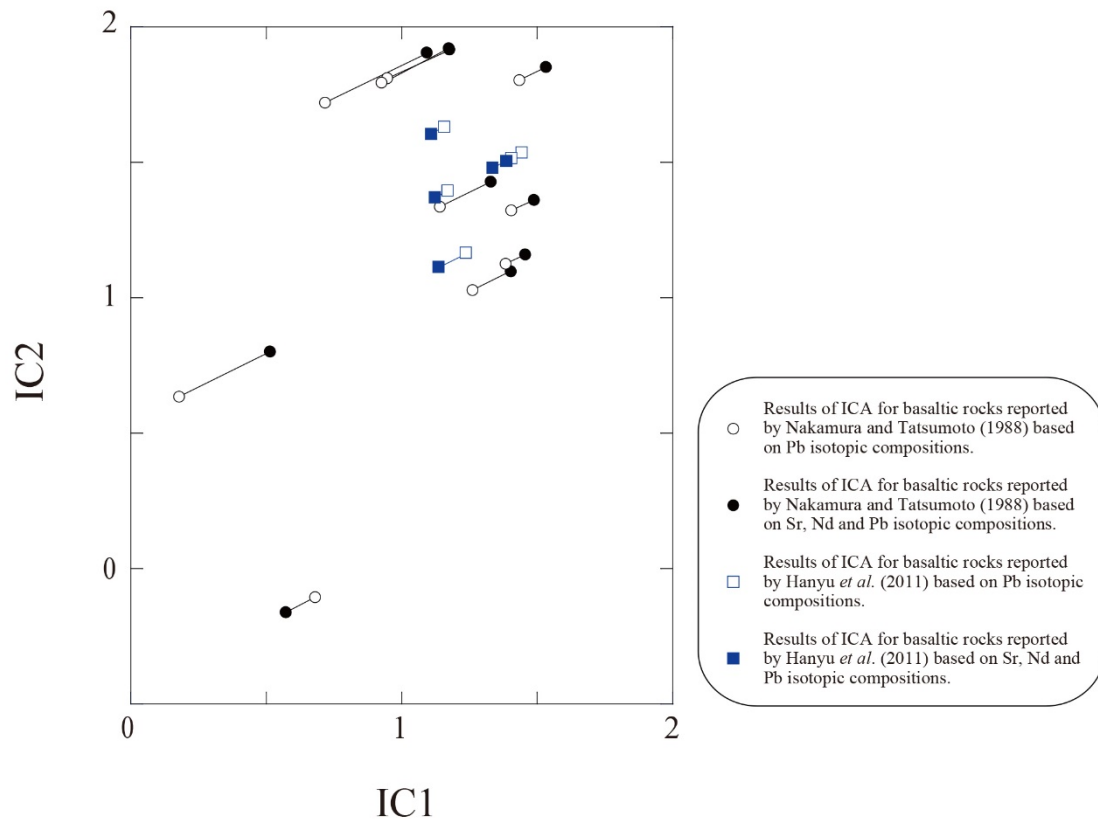 2
1
0
IC2
0
1
2
IC1
Results of ICA for basaltic rocks reported
by Nakamura and Tatsumoto (1988) based
on Pb isotopic compositions.
Results of ICA for basaltic rocks reported
by Nakamura and Tatsumoto (1988) based
on Sr, Nd and Pb isotopic compositions.
Results of ICA for basaltic rocks reported
by Hanyu et al. (2011) based on Pb isotopic
compositions.
Results of ICA for basaltic rocks reported
by Hanyu et al. (2011) based on Sr, Nd and
Pb isotopic compositions.